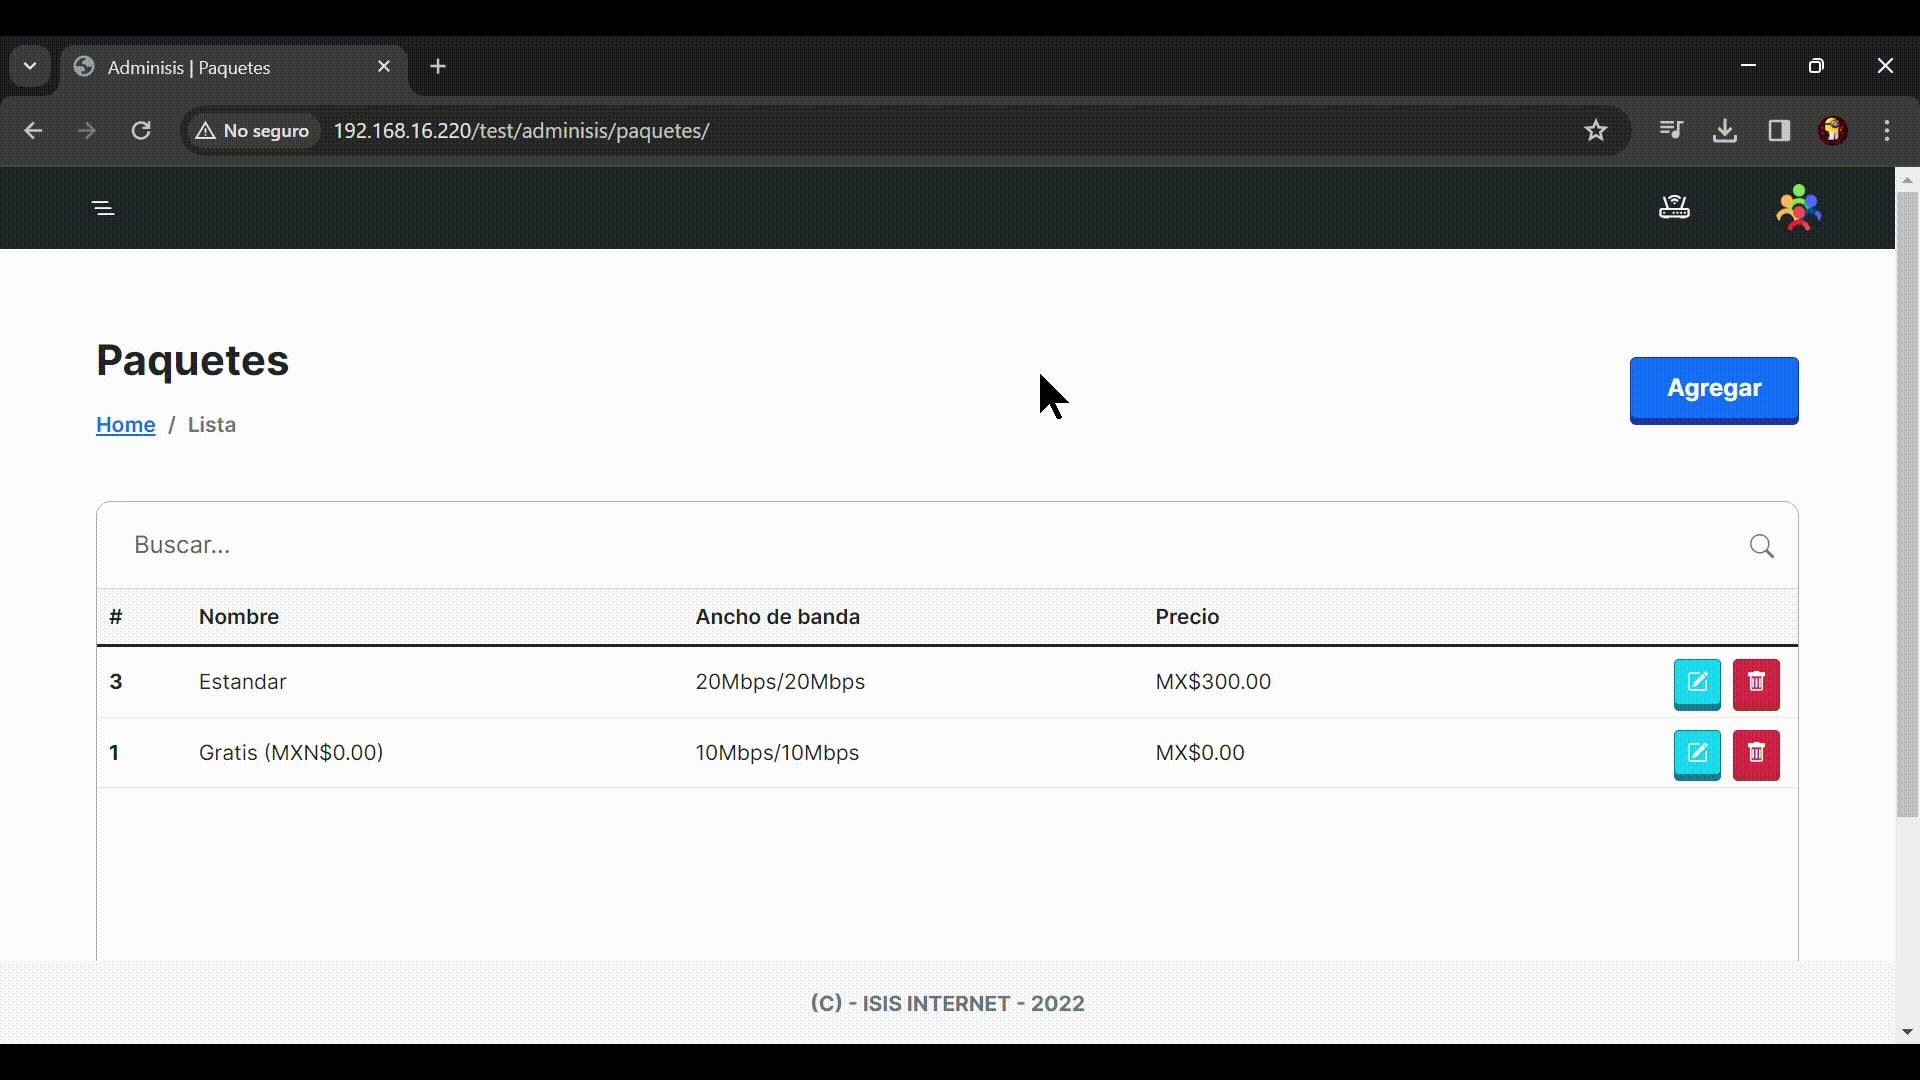 Adminisis | Paquetes
No seguro 192.168.16.220/test/adminisis/paquetes/
Paquetes
Agregar
Home / Lista
Buscar...
# Nombre Ancho de banda Precio
3 Estandar 20Mbps/20Mbps MX$300.00
1 Gratis (MXN$0.00) 10Mbps/10Mbps MX$0.00
(C) - ISIS INTERNET - 2022